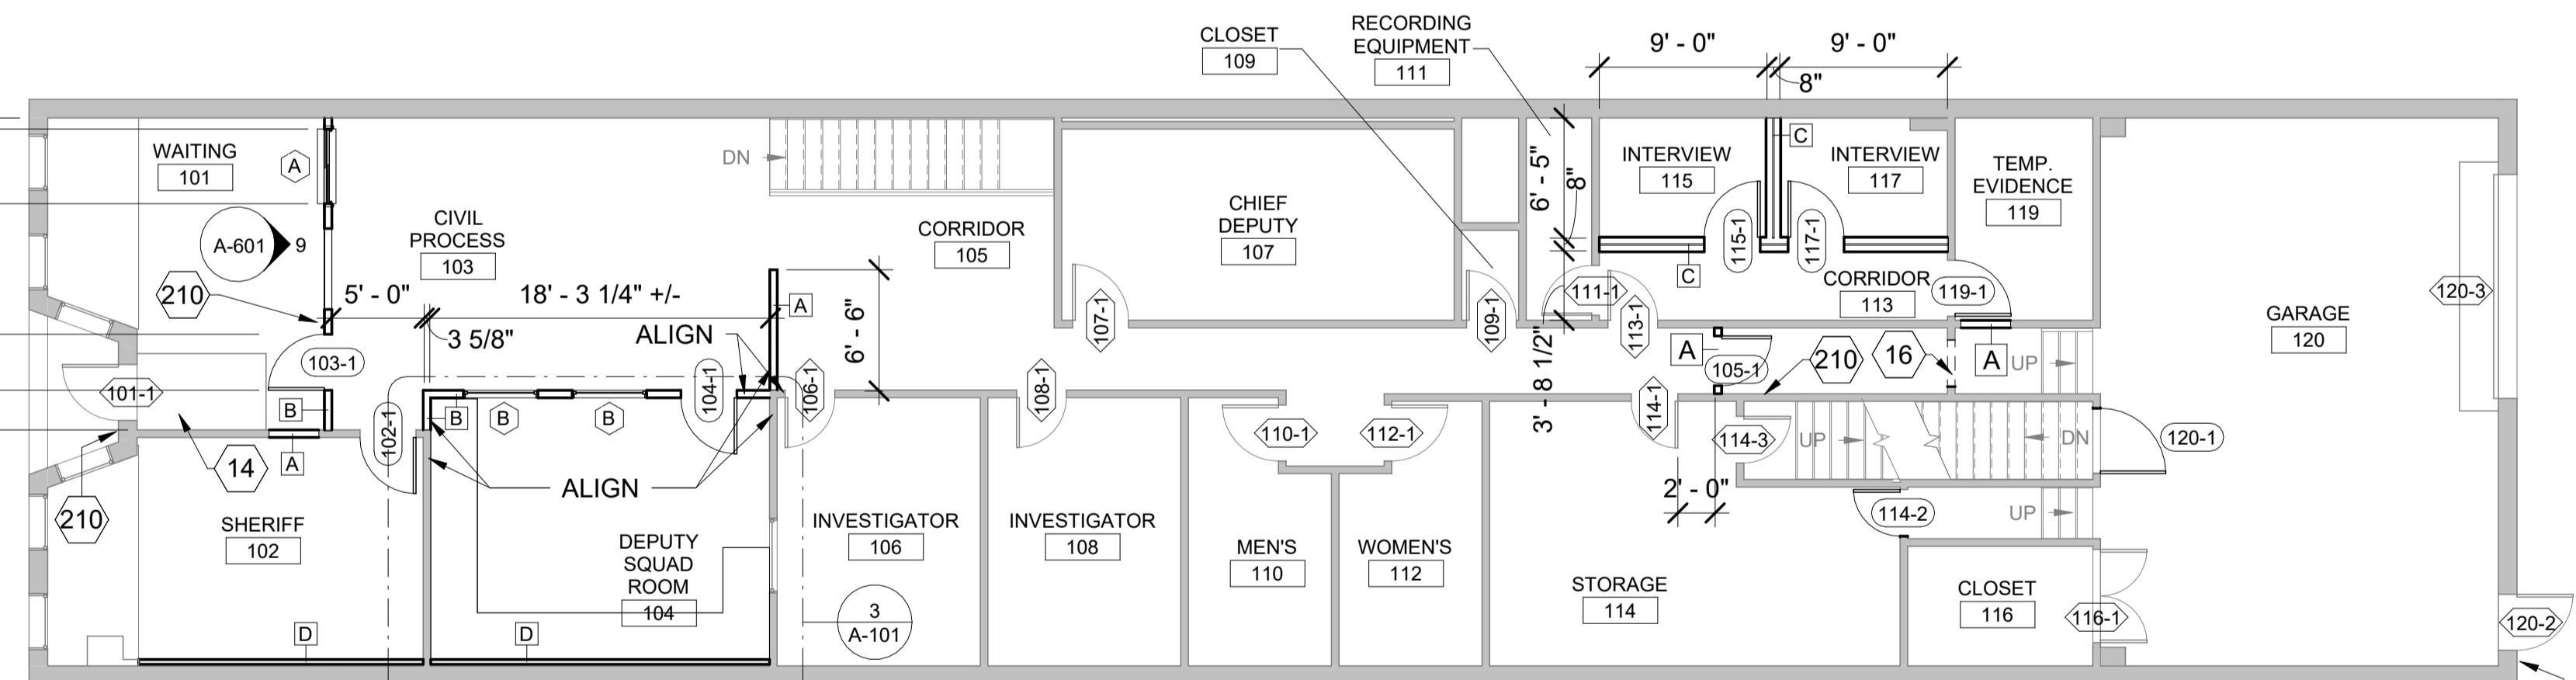 RECORDING
EQUIPMENT
111
CLOSET
109
9' - 0"
9' - 0"
8"
WAITING
101
A
A-601
9
210
CIVIL
PROCESS
103
DN
CORRIDOR
105
CHIEF
DEPUTY
107
6' - 5"
8"
INTERVIEW
115
C
INTERVIEW
117
TEMP.
EVIDENCE
119
115-1
117-1
C
CORRIDOR
113
119-1
111-1
113-1
109-1
107-1
5' - 0"
18' - 3 1/4" +/-
3 5/8"
ALIGN
A
6' - 6"
103-1
101-1
B
102-1
B
B
B
104-1
106-1
108-1
3' - 8 1/2"
A
105-1
210
16
A
UP
120-3
GARAGE
120
A
14
210
ALIGN
110-1
112-1
114-1
114-3
UP
DN
120-1
2' - 0"
114-2
UP
SHERIFF
102
DEPUTY
SQUAD
ROOM
104
INVESTIGATOR
106
INVESTIGATOR
108
MEN'S
110
WOMEN'S
112
STORAGE
114
CLOSET
116
116-1
120-2
3
A-101
D
D